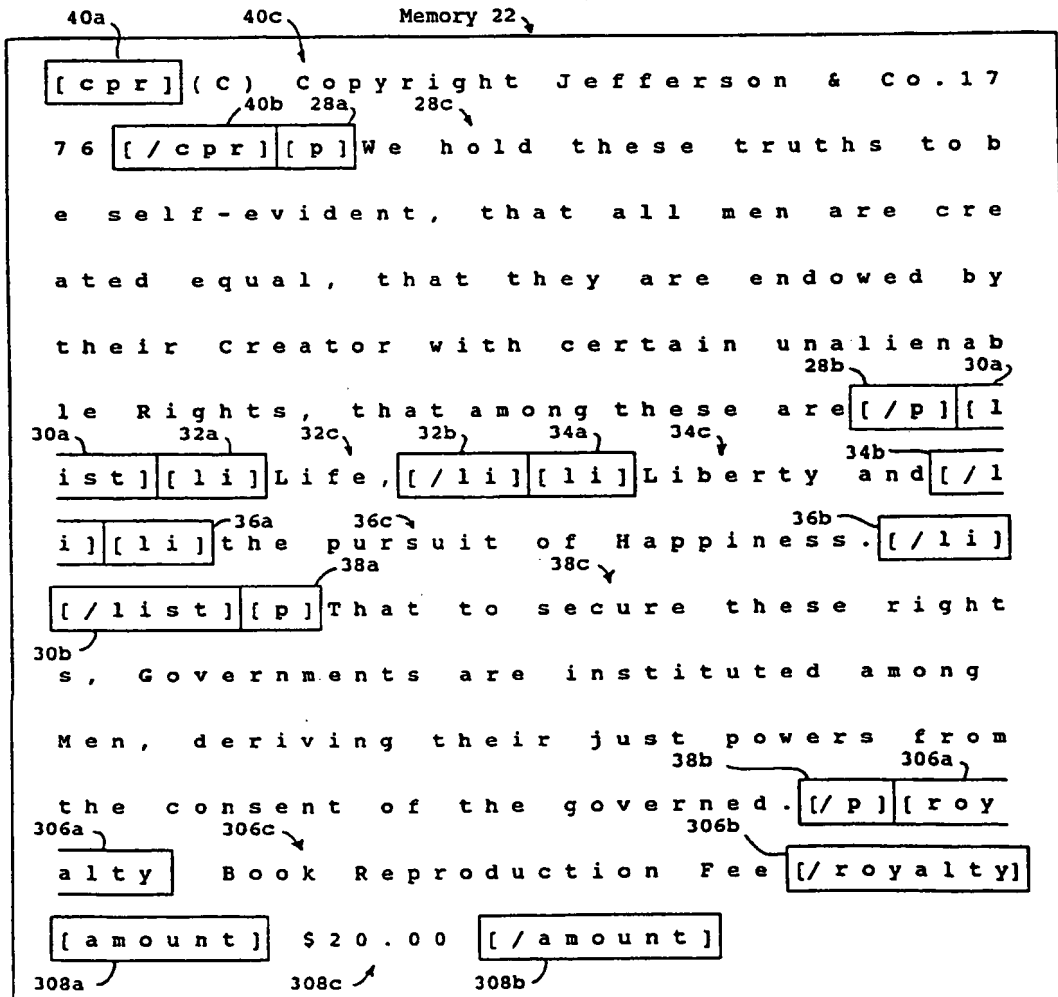 40a 40c Memory 22
[cpr](C) Copyright Jefferson & Co.17
40b 28a 28c
76 [/cpr][p]We hold these truths to b
e self-evident, that all men are cre
ated equal, that they are endowed by
their Creator with certain unalienab
28b 30a
le Rights, that among these are[/p][l
30a 32a 32c 32b 34a 34c 34b
ist][li]Life,[/li][li]Liberty and[/l
36a 36c 36b
i][li]the pursuit of Happiness.[/li]
38a 38c
[/list][p]That to secure these right
30b
s, Governments are instituted among
Men, deriving their just powers from
38b 306a
the consent of the governed.[/p][roy
306a 306c 306b
alty Book Reproduction Fee[/royalty]
[amount] $20.00 [/amount]
308a 308c 308b